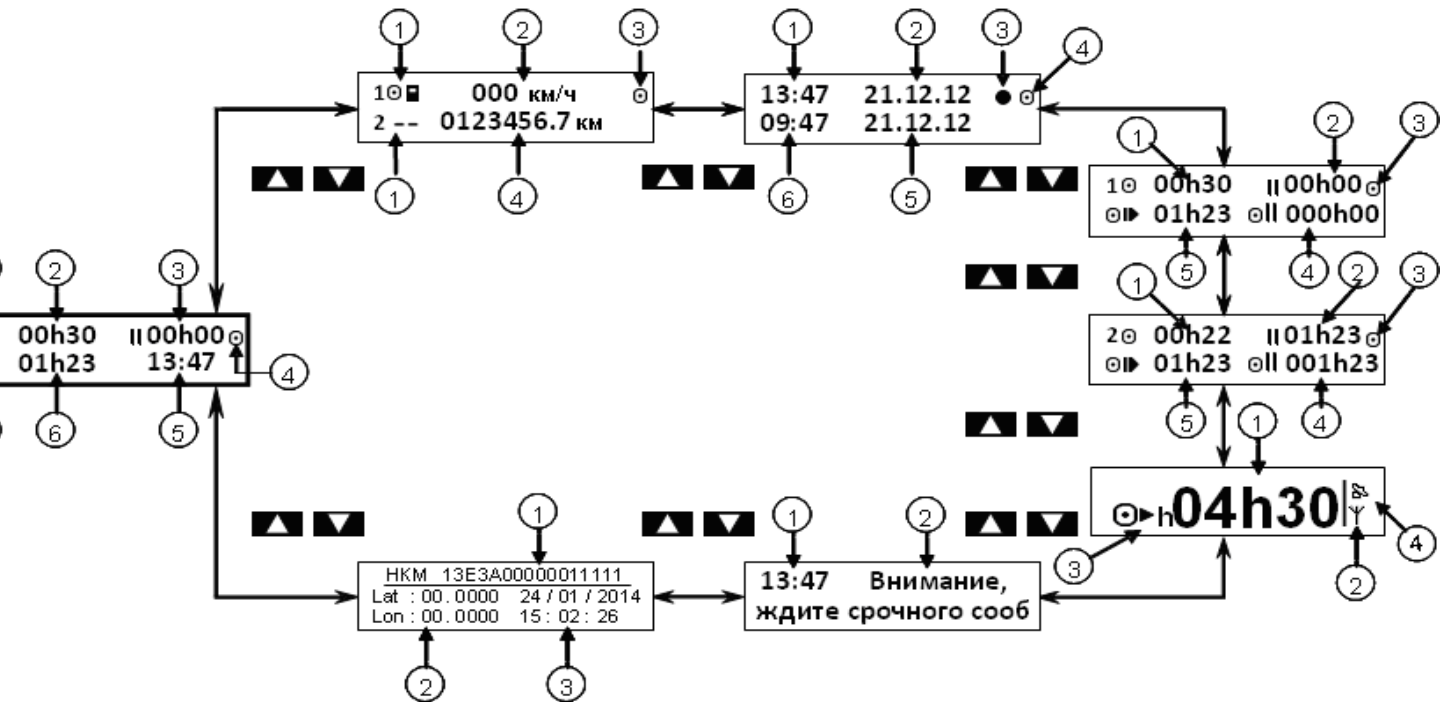 1 2 3
1 000 км/ч
2 -- 0123456.7 км
1 4
1 2 3 4
13:47 21.12.12
09:47 21.12.12
6 5
1 2 3
1 00h30 00h00
01h23 000h00
5 4
1 2 3
2 00h22 01h23
01h23 001h23
5 4
2 3
00h30 00h00
01h23 13:47
4
6 5
1
h04h30
3 2 4
1 2
13:47 Внимание,
ждите срочного сооб
1
НКМ 13E3A00000011111
Lat : 00.0000 24 / 01 / 2014
Lon : 00.0000 15 : 02 : 26
2 3